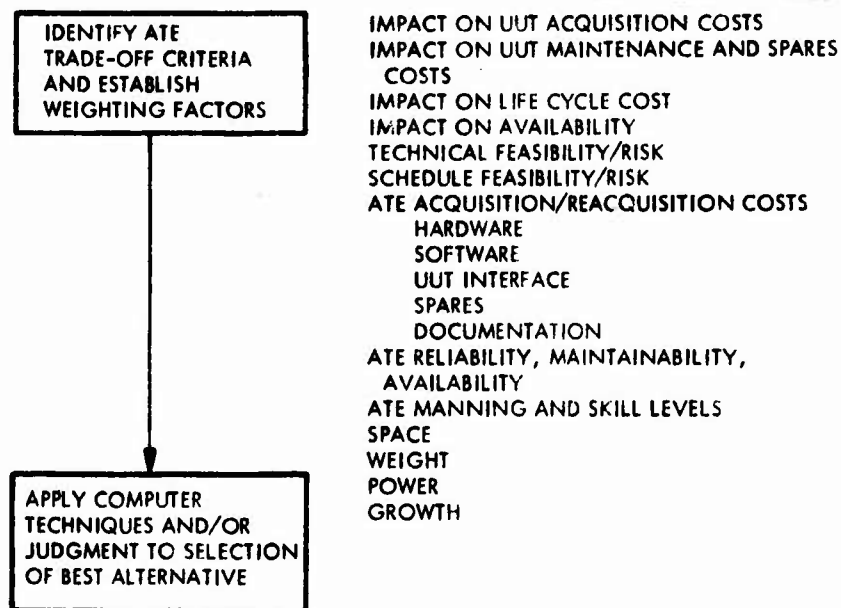 IDENTIFY ATE
TRADE-OFF CRITERIA
AND ESTABLISH
WEIGHTING FACTORS
IMPACT ON UUT ACQUISITION COSTS
IMPACT ON UUT MAINTENANCE AND SPARES
COSTS
IMPACT ON LIFE CYCLE COST
IMPACT ON AVAILABILITY
TECHNICAL FEASIBILITY/RISK
SCHEDULE FEASIBILITY/RISK
ATE ACQUISITION/REACQUISITION COSTS
HARDWARE
SOFTWARE
UUT INTERFACE
SPARES
DOCUMENTATION
ATE RELIABILITY, MAINTAINABILITY,
AVAILABILITY
ATE MANNING AND SKILL LEVELS
SPACE
WEIGHT
POWER
GROWTH
APPLY COMPUTER
TECHNIQUES AND/OR
JUDGMENT TO SELECTION
OF BEST ALTERNATIVE